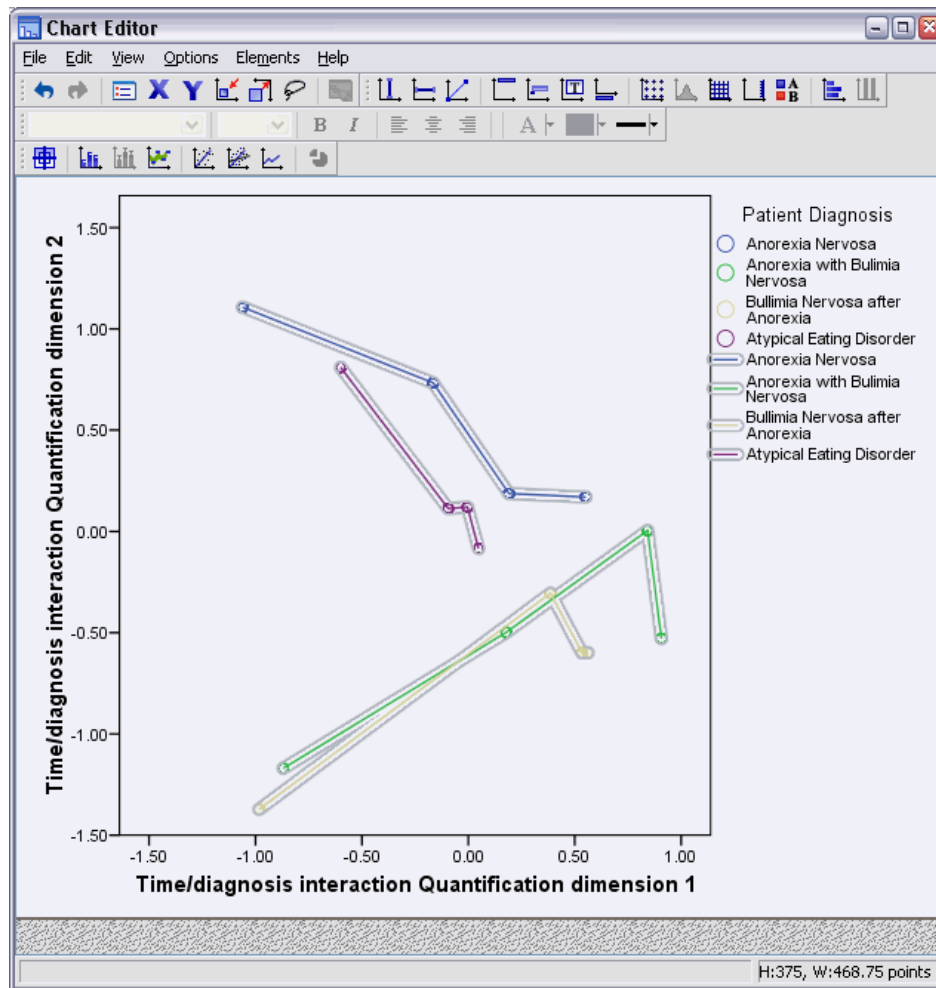 Chart Editor
File Edit View Options Elements Help
B I A
Patient Diagnosis
Anorexia Nervosa
Anorexia with Bulimia
Nervosa
Bullimia Nervosa after
Anorexia
Atypical Eating Disorder
Anorexia Nervosa
Anorexia with Bulimia
Nervosa
Bullimia Nervosa after
Anorexia
Atypical Eating Disorder
Time/diagnosis interaction Quantification dimension 2
1.50
1.00
0.50
0.00
-0.50
-1.00
-1.50
-1.50 -1.00 -0.50 0.00 0.50 1.00
Time/diagnosis interaction Quantification dimension 1
H:375, W:468.75 points